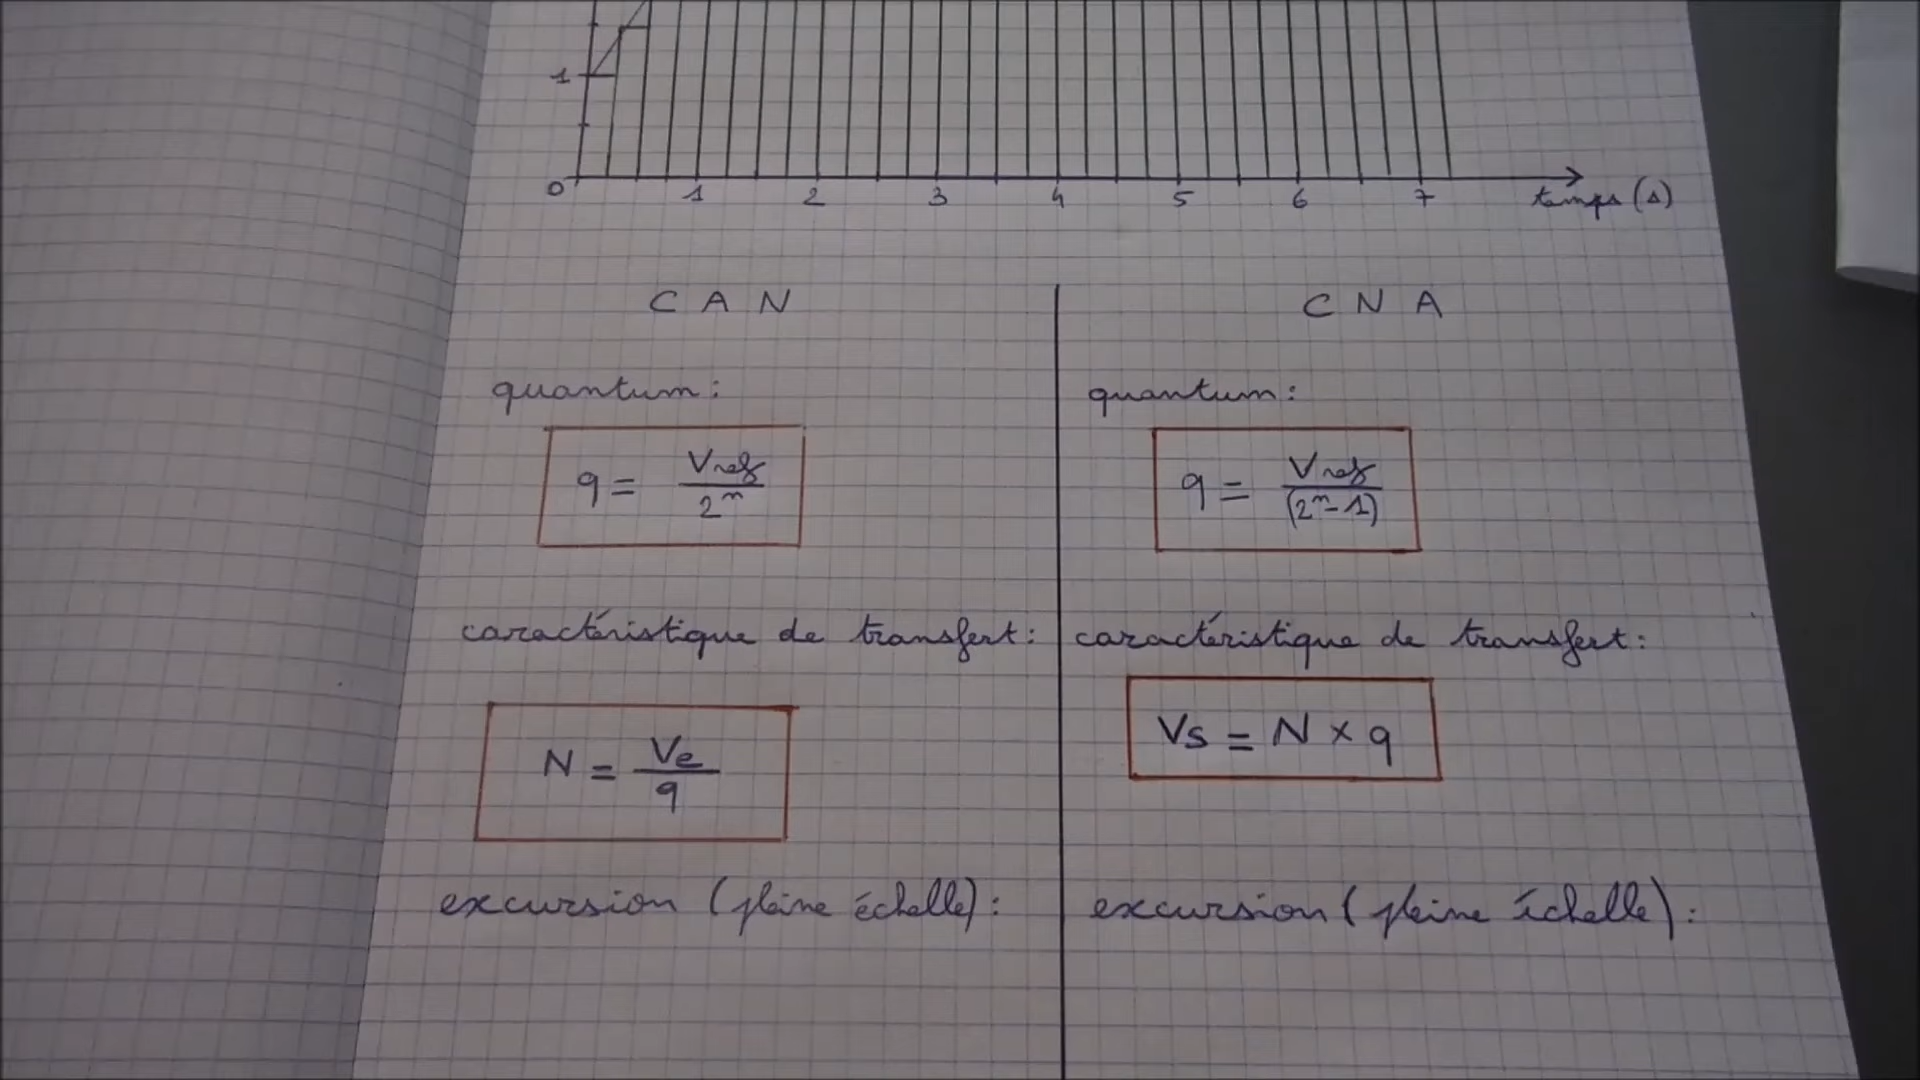 1
0 1 2 3 4 5 6 7 temps (s)
CAN
quantum :
q = Vref / 2^n
caractéristique de transfert :
N = Ve / q
excursion (pleine échelle) :
CNA
quantum :
q = Vref / (2^n - 1)
caractéristique de transfert :
Vs = N × q
excursion (pleine échelle) :